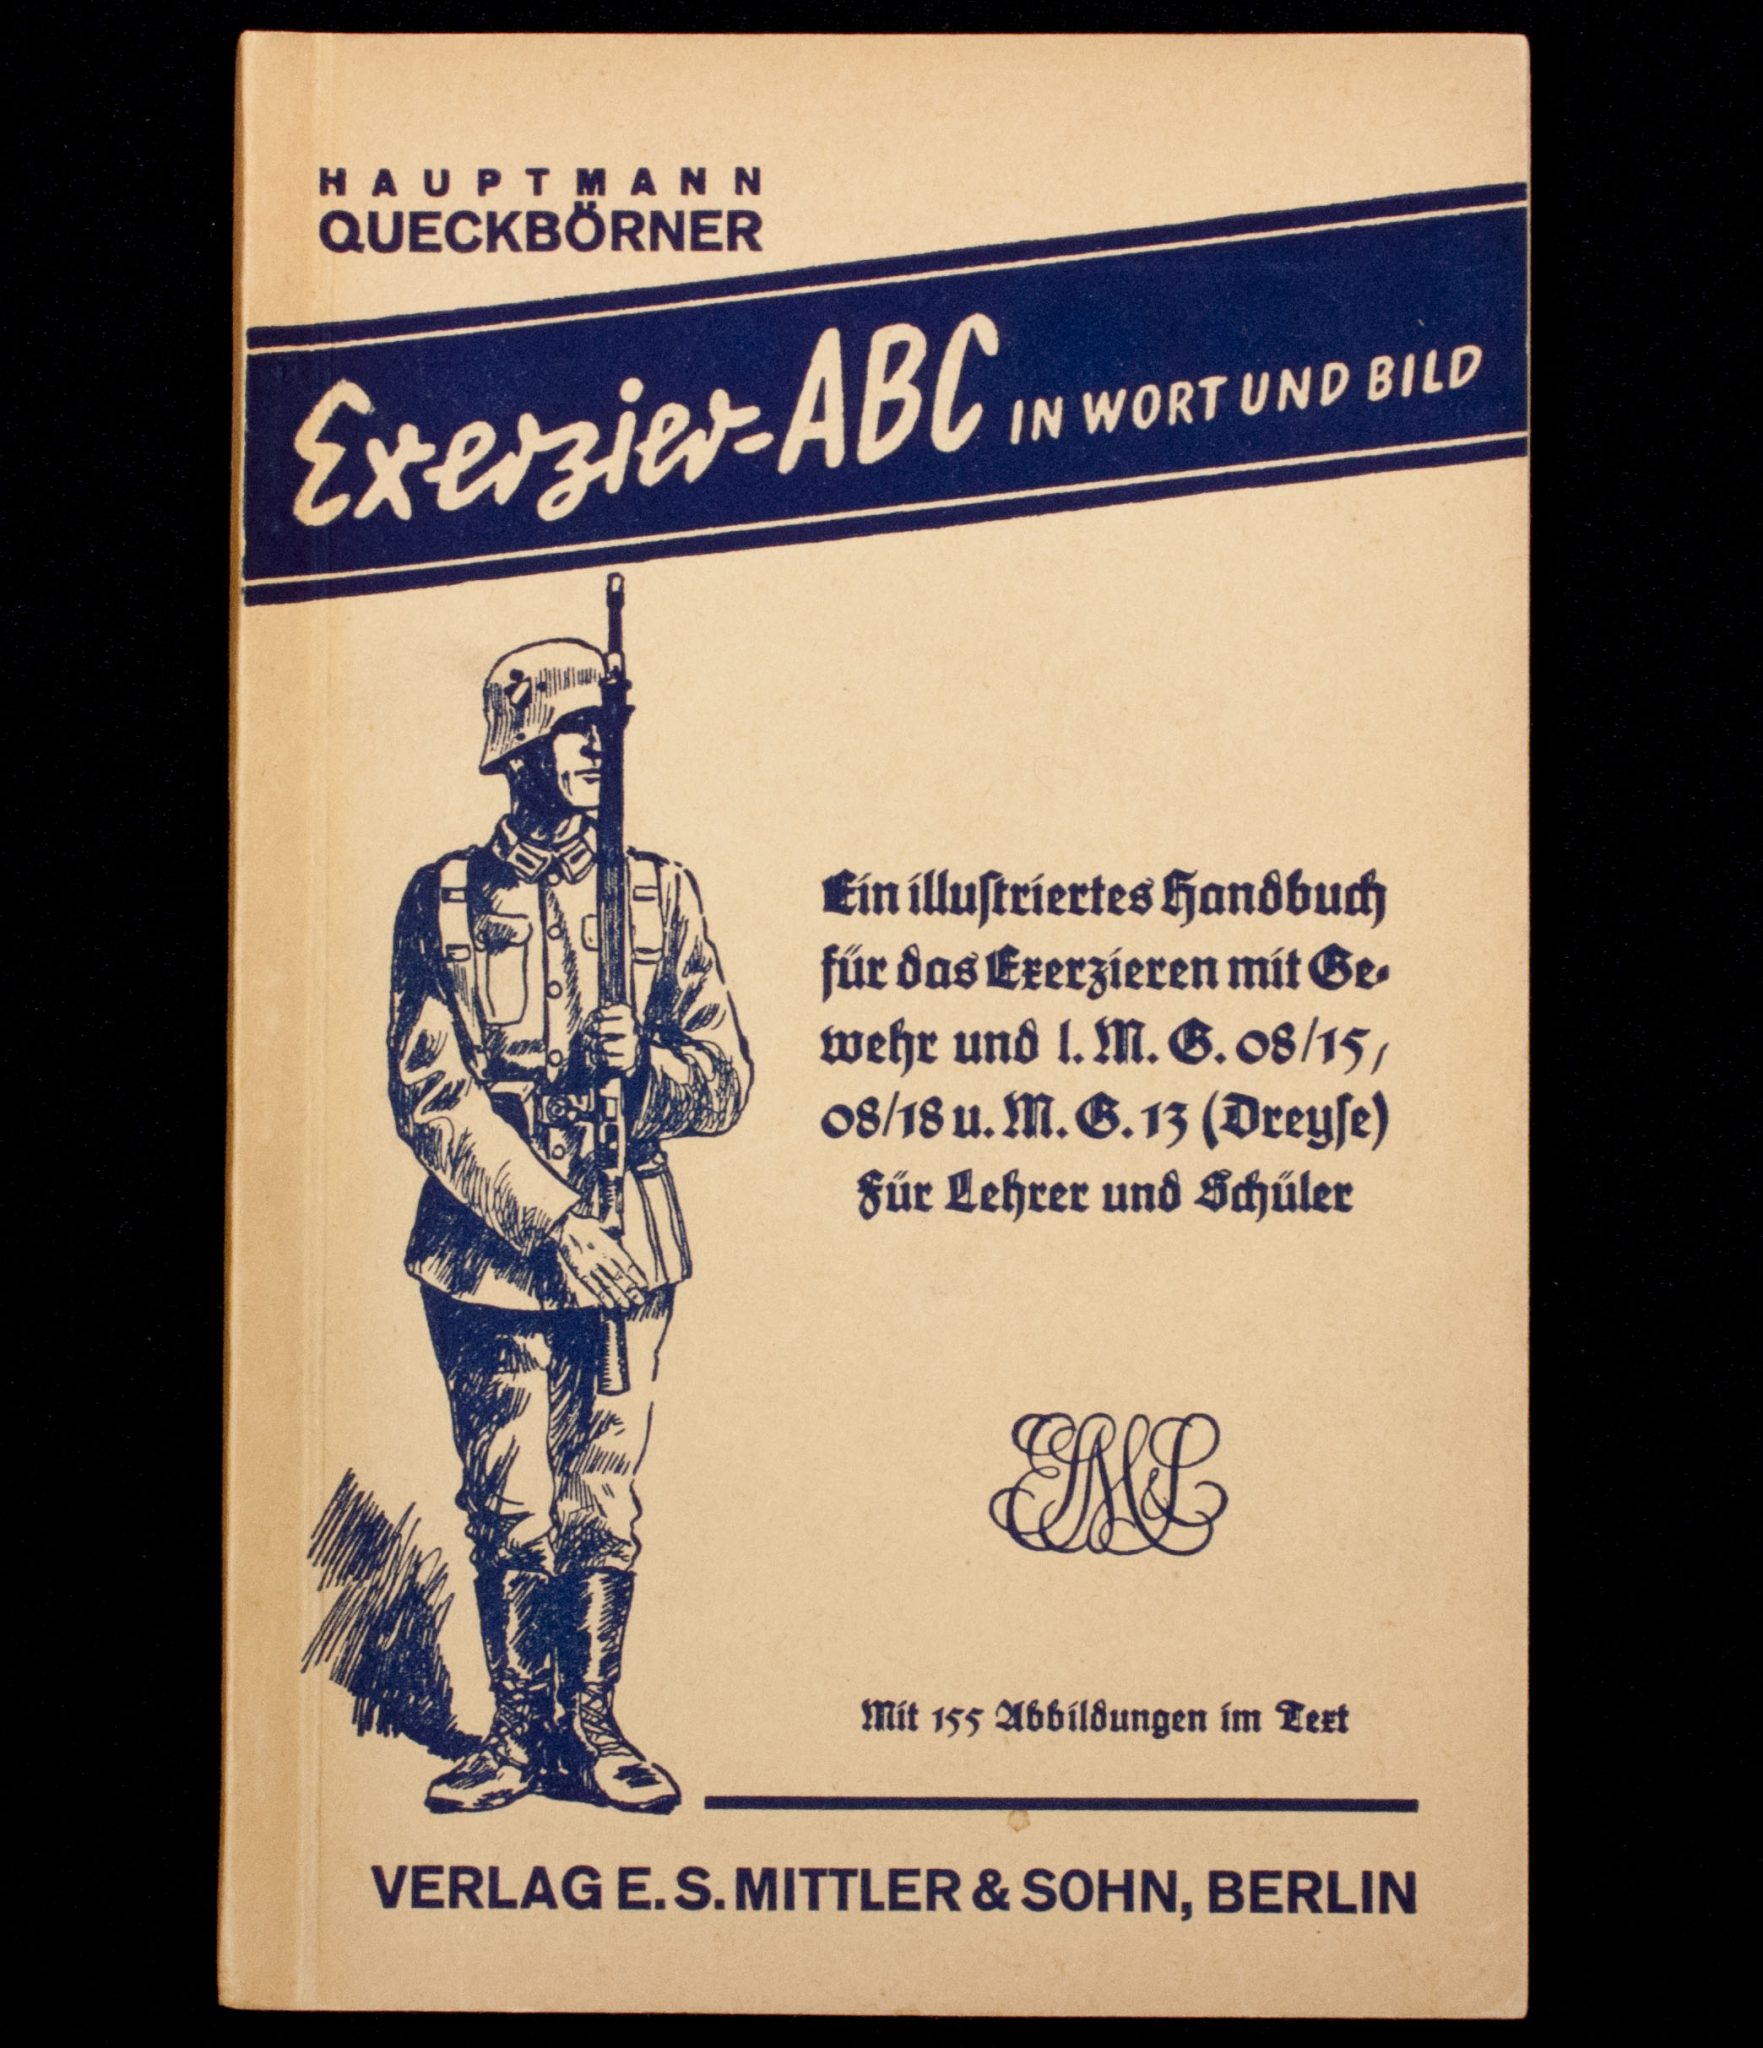 HAUPTMANN
QUECKBÖRNER
Exerzier-ABC IN WORT UND BILD
Ein illuſtriertes Handbuch
für das Exerzieren mit Ge-
wehr und l. M. G. 08/15,
08/18 u. M. G. 13 (Dreyſe)
Für Lehrer und Schüler
Mit 155 Abbildungen im Text
VERLAG E. S. MITTLER & SOHN, BERLIN